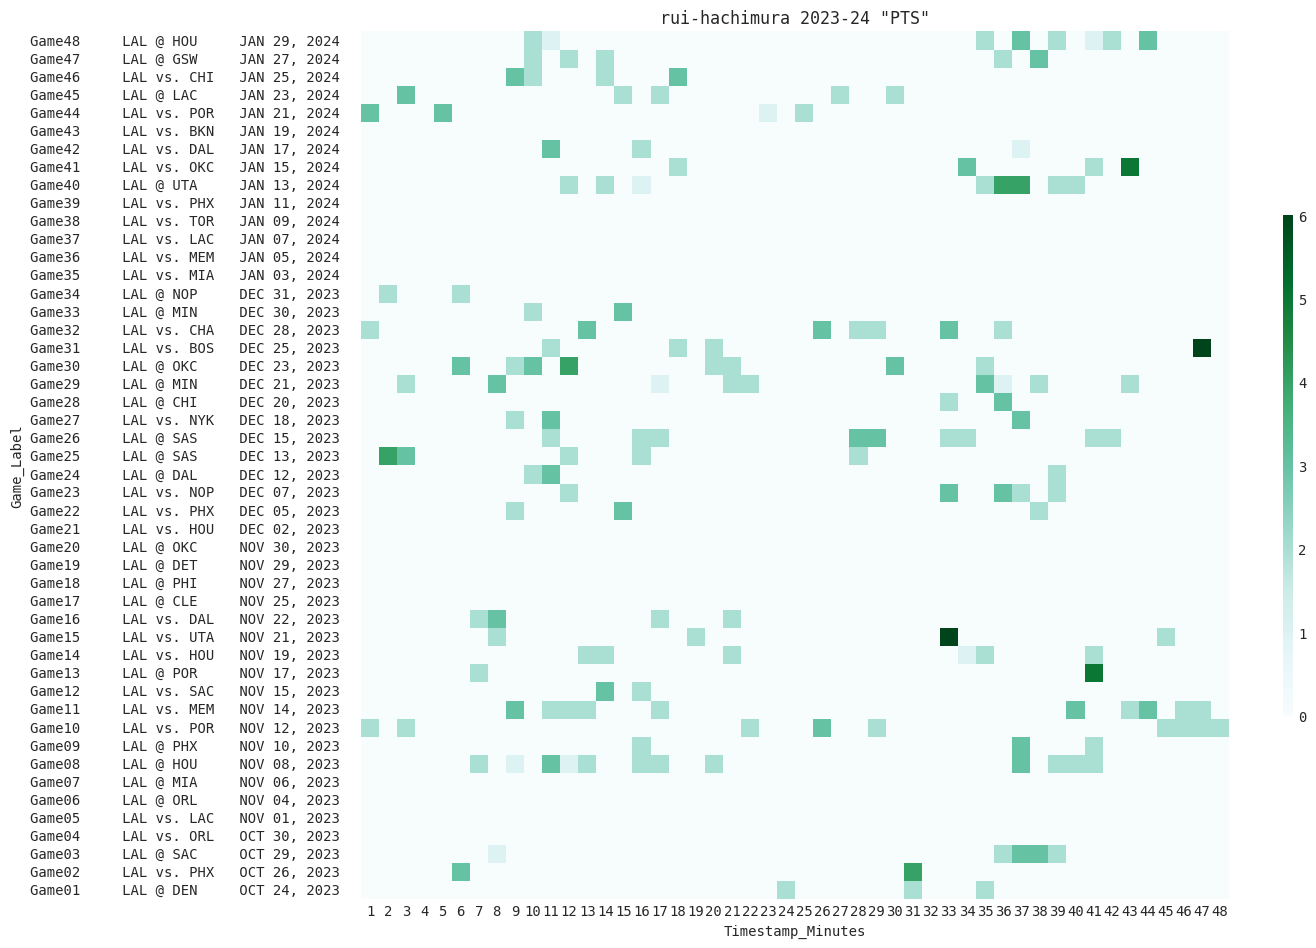 rui-hachimura 2023-24 "PTS"
Game48 LAL @ HOU JAN 29, 2024
Game47 LAL @ GSW JAN 27, 2024
Game46 LAL vs. CHI JAN 25, 2024
Game45 LAL @ LAC JAN 23, 2024
Game44 LAL vs. POR JAN 21, 2024
Game43 LAL vs. BKN JAN 19, 2024
Game42 LAL vs. DAL JAN 17, 2024
Game41 LAL vs. OKC JAN 15, 2024
Game40 LAL @ UTA JAN 13, 2024
Game39 LAL vs. PHX JAN 11, 2024
Game38 LAL vs. TOR JAN 09, 2024
Game37 LAL vs. LAC JAN 07, 2024
Game36 LAL vs. MEM JAN 05, 2024
Game35 LAL vs. MIA JAN 03, 2024
Game34 LAL @ NOP DEC 31, 2023
Game33 LAL @ MIN DEC 30, 2023
Game32 LAL vs. CHA DEC 28, 2023
Game31 LAL vs. BOS DEC 25, 2023
Game30 LAL @ OKC DEC 23, 2023
Game29 LAL @ MIN DEC 21, 2023
Game28 LAL @ CHI DEC 20, 2023
Game27 LAL vs. NYK DEC 18, 2023
Game26 LAL @ SAS DEC 15, 2023
Game25 LAL @ SAS DEC 13, 2023
Game24 LAL @ DAL DEC 12, 2023
Game23 LAL vs. NOP DEC 07, 2023
Game22 LAL vs. PHX DEC 05, 2023
Game21 LAL vs. HOU DEC 02, 2023
Game20 LAL @ OKC NOV 30, 2023
Game19 LAL @ DET NOV 29, 2023
Game18 LAL @ PHI NOV 27, 2023
Game17 LAL @ CLE NOV 25, 2023
Game16 LAL vs. DAL NOV 22, 2023
Game15 LAL vs. UTA NOV 21, 2023
Game14 LAL vs. HOU NOV 19, 2023
Game13 LAL @ POR NOV 17, 2023
Game12 LAL vs. SAC NOV 15, 2023
Game11 LAL vs. MEM NOV 14, 2023
Game10 LAL vs. POR NOV 12, 2023
Game09 LAL @ PHX NOV 10, 2023
Game08 LAL @ HOU NOV 08, 2023
Game07 LAL @ MIA NOV 06, 2023
Game06 LAL @ ORL NOV 04, 2023
Game05 LAL vs. LAC NOV 01, 2023
Game04 LAL vs. ORL OCT 30, 2023
Game03 LAL @ SAC OCT 29, 2023
Game02 LAL vs. PHX OCT 26, 2023
Game01 LAL @ DEN OCT 24, 2023
Game_Label
1 2 3 4 5 6 7 8 9 10 11 12 13 14 15 16 17 18 19 20 21 22 23 24 25 26 27 28 29 30 31 32 33 34 35 36 37 38 39 40 41 42 43 44 45 46 47 48
Timestamp_Minutes
6
5
4
3
2
1
0